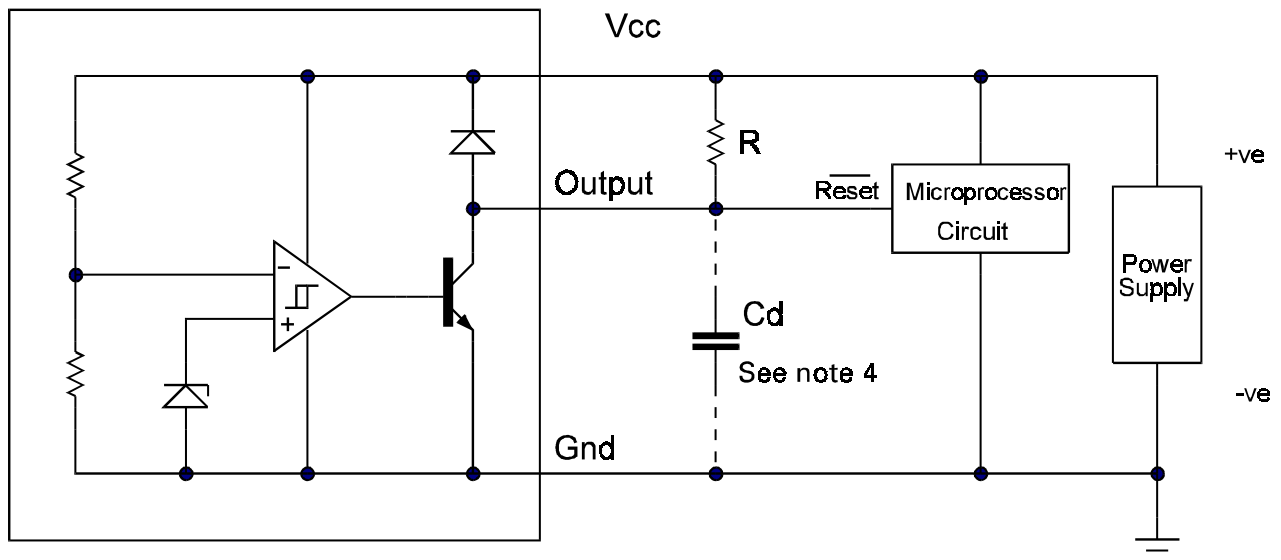 Vcc
R
+ve
Output
Reset
Microprocessor
Circuit
Power
Supply
−
+
Cd
See note 4
-ve
Gnd